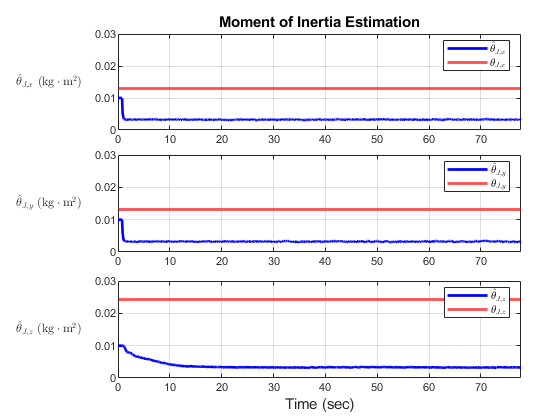 Moment of Inertia Estimation
0.03
0.02
0.01
0
θ̂_{J,x} (kg · m²)
θ̂_{J,x}
θ_{J,x}
0 10 20 30 40 50 60 70
0.03
0.02
0.01
0
θ̂_{J,y} (kg · m²)
θ̂_{J,y}
θ_{J,y}
0 10 20 30 40 50 60 70
0.03
0.02
0.01
0
θ̂_{J,z} (kg · m²)
θ̂_{J,z}
θ_{J,z}
0 10 20 30 40 50 60 70
Time (sec)